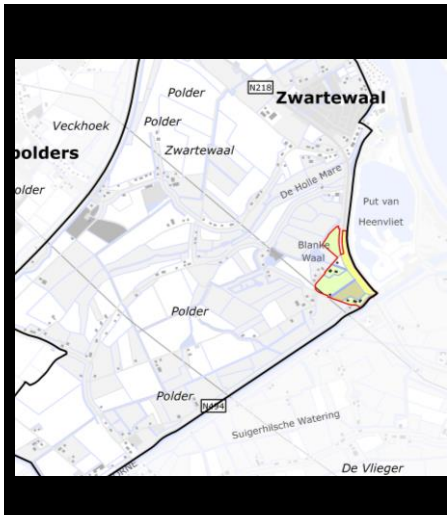 N218
Polder
Zwartewaal
Polder
Veckhoek
Zwartewaal
polders
older
De Holle Mare
Put van
Heenvliet
Blanke
Waal
Polder
Polder
N494
Suigerhilsche Watering
De Vlieger